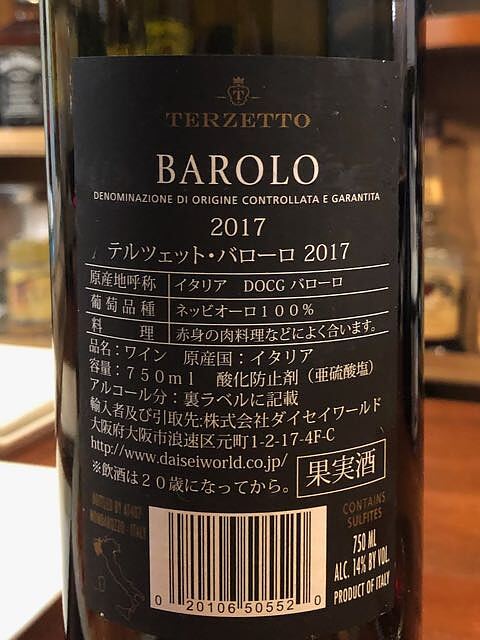 TERZETTO
BAROLO
DENOMINAZIONE DI ORIGINE CONTROLLATA E GARANTITA
2017
テルツェット・バローロ 2017
原産地呼称 イタリア DOCG バローロ
葡萄品種 ネッビオーロ１００％
料理 赤身の肉料理などによく合います。
品名：ワイン 原産国：イタリア
容量：７５０ml 酸化防止剤（亜硫酸塩）
アルコール分：裏ラベルに記載
輸入者及び引取先:株式会社ダイセイワールド
大阪府大阪市浪速区元町1-2-17-4F-C
http://www.daiseiworld.co.jp/
※飲酒は２０歳になってから。
果実酒
BOTTLED BY AT487
MOMBARUZZO - ITALY
CONTAINS
SULFITES
750 ML
ALC. 14% BY VOL.
PRODUCT OF ITALY
0 20106 50552 0